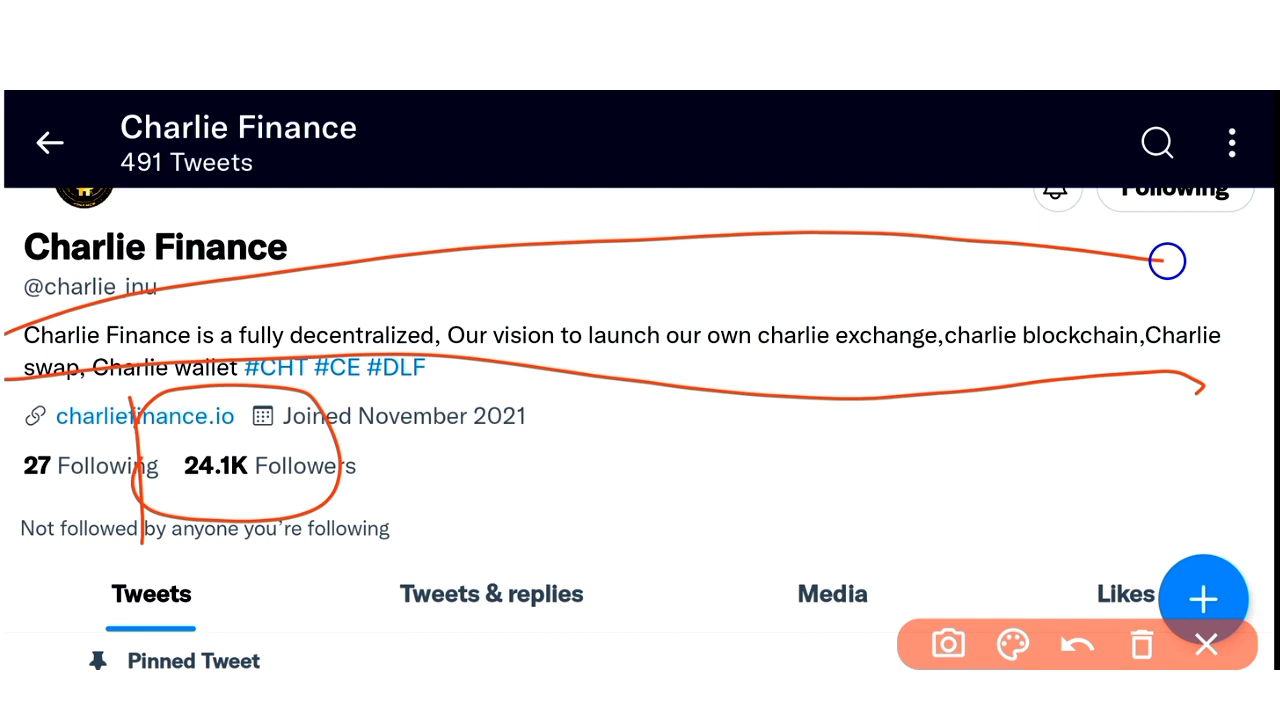 Charlie Finance
491 Tweets
Following
Charlie Finance
@charlie_inu
Charlie Finance is a fully decentralized, Our vision to launch our own charlie exchange,charlie blockchain,Charlie
swap, Charlie wallet #CHT #CE #DLF
charliefinance.io Joined November 2021
27 Following 24.1K Followers
Not followed by anyone you're following
Tweets Tweets & replies Media Likes
Pinned Tweet